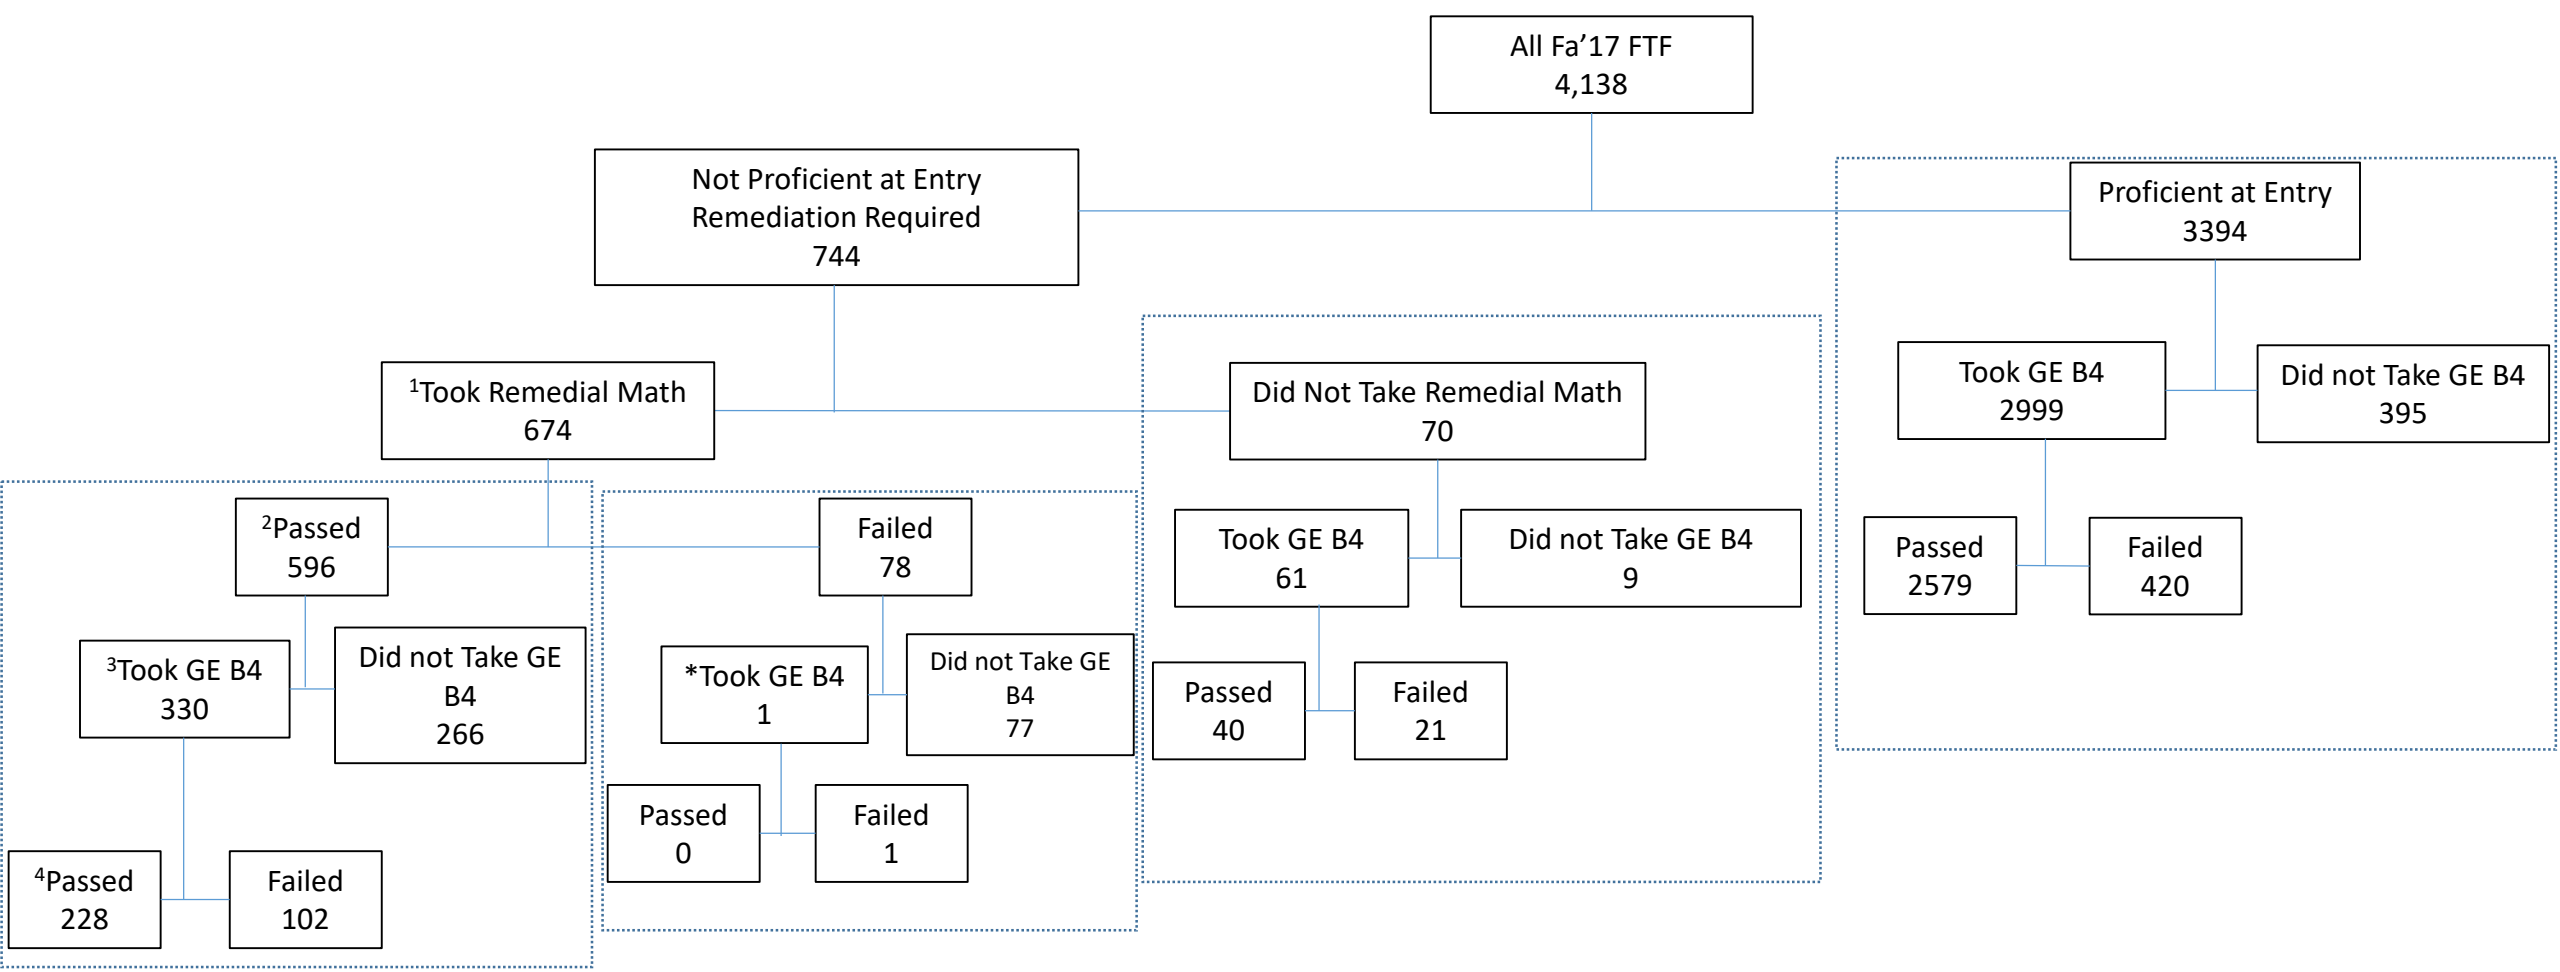 All Fa’17 FTF
4,138
Not Proficient at Entry
Remediation Required
744
Proficient at Entry
3394
¹Took Remedial Math
674
Did Not Take Remedial Math
70
Took GE B4
2999
Did not Take GE B4
395
²Passed
596
Failed
78
Took GE B4
61
Did not Take GE B4
9
Passed
2579
Failed
420
³Took GE B4
330
Did not Take GE
B4
266
*Took GE B4
1
Did not Take GE
B4
77
Passed
40
Failed
21
Passed
0
Failed
1
⁴Passed
228
Failed
102